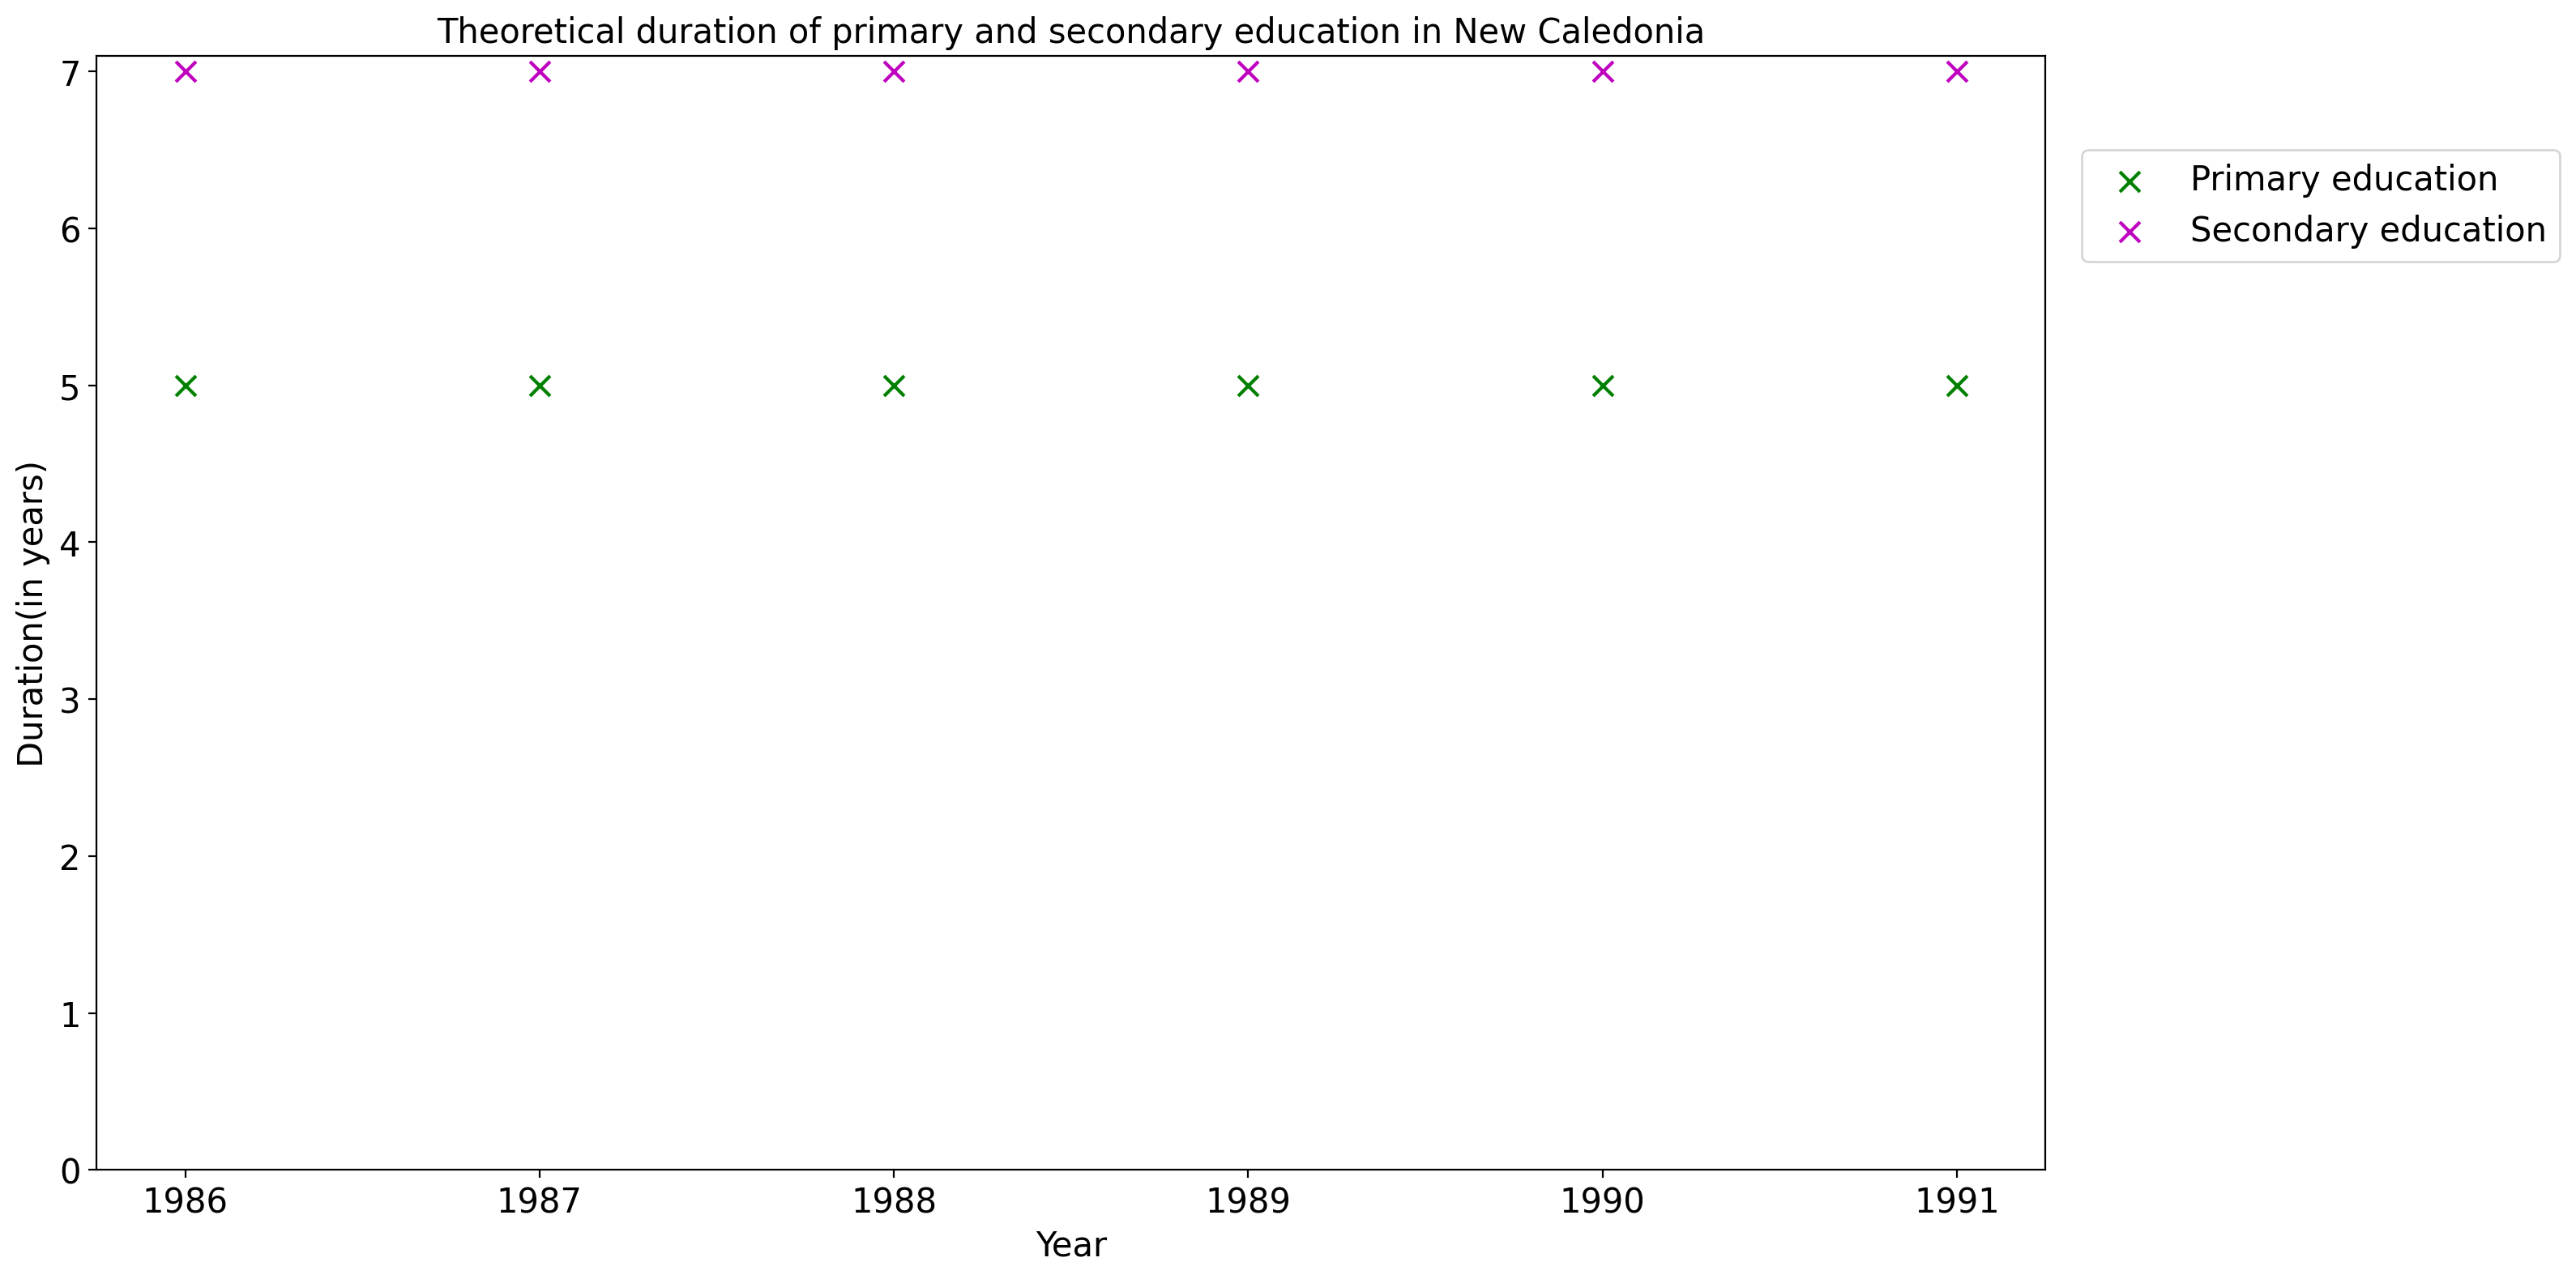 Theoretical duration of primary and secondary education in New Caledonia
7
6
5
4
3
2
1
0
Duration(in years)
1986 1987 1988 1989 1990 1991
Year
Primary education
Secondary education